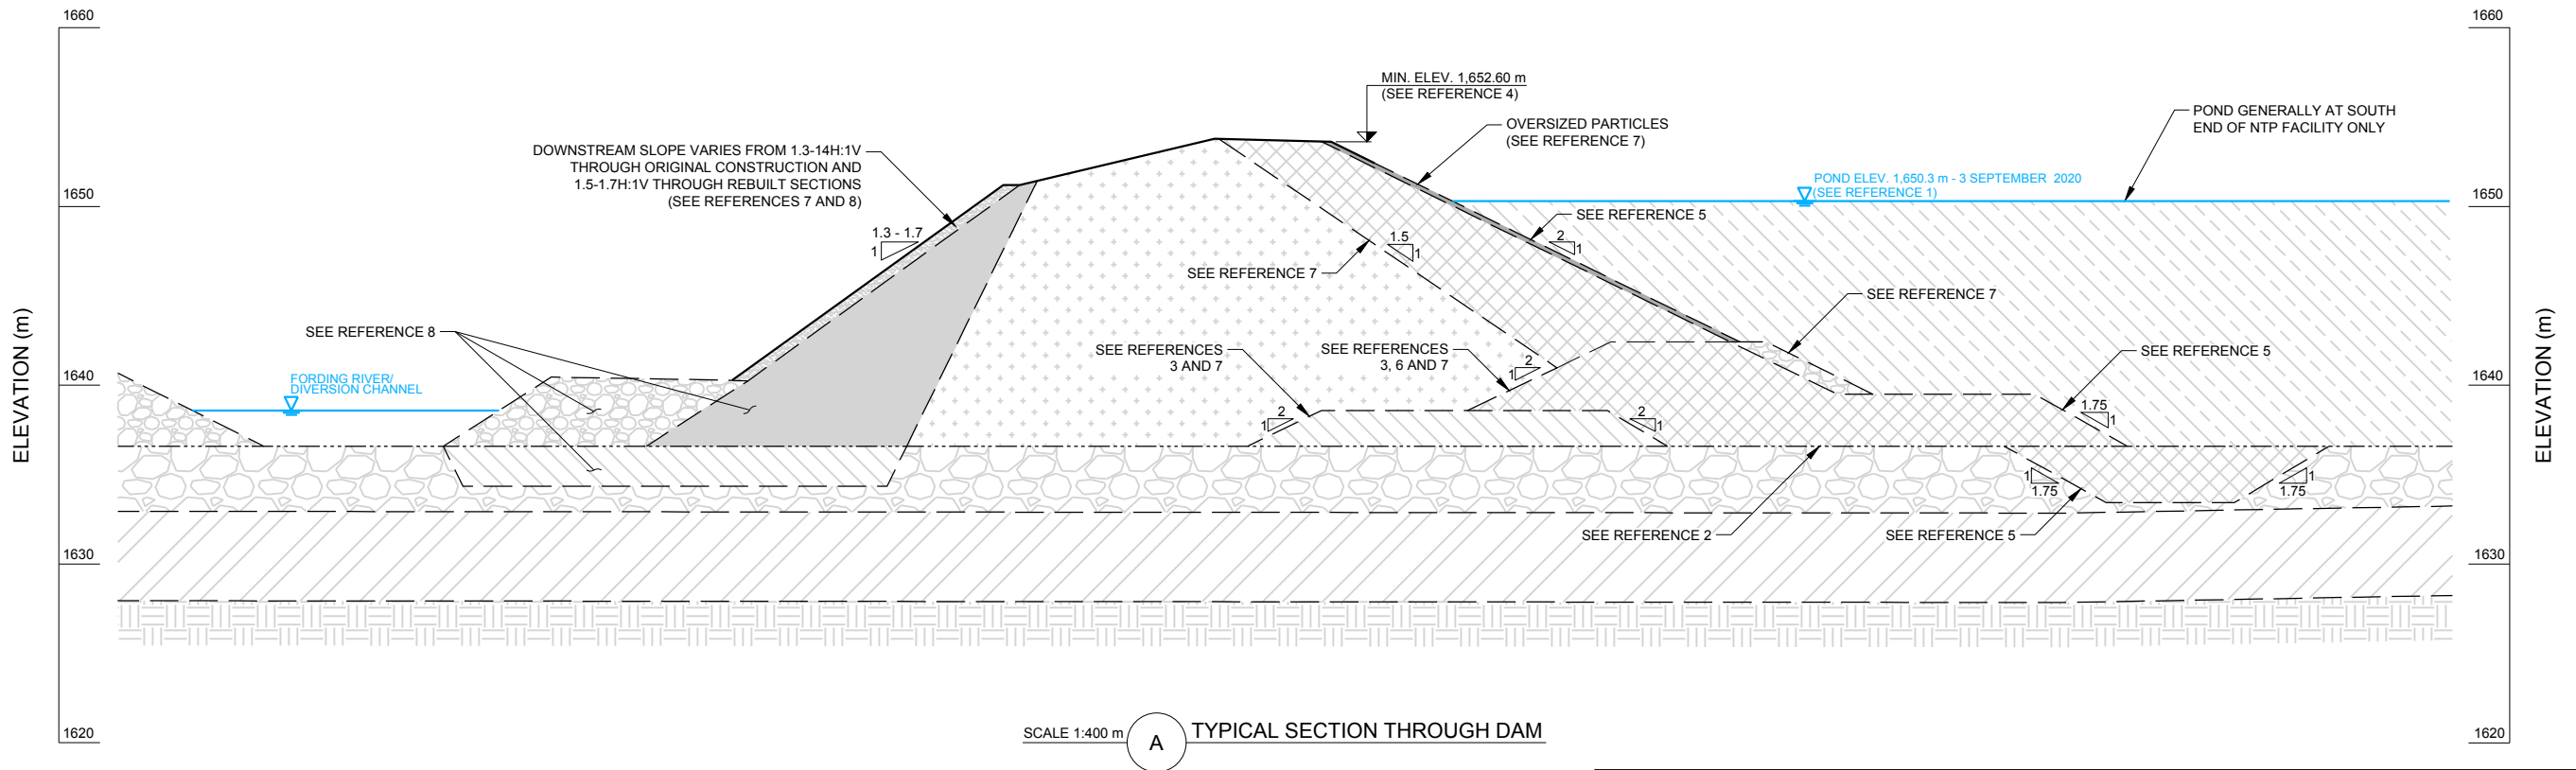 1660
1660
MIN. ELEV. 1,652.60 m
(SEE REFERENCE 4)
OVERSIZED PARTICLES
(SEE REFERENCE 7)
POND GENERALLY AT SOUTH
END OF NTP FACILITY ONLY
DOWNSTREAM SLOPE VARIES FROM 1.3-14H:1V
THROUGH ORIGINAL CONSTRUCTION AND
1.5-1.7H:1V THROUGH REBUILT SECTIONS
(SEE REFERENCES 7 AND 8)
POND ELEV. 1,650.3 m - 3 SEPTEMBER 2020
(SEE REFERENCE 1)
1650
1650
SEE REFERENCE 5
1.3 - 1.7
1
1.5
1
2
1
SEE REFERENCE 7
SEE REFERENCE 7
ELEVATION (m)
ELEVATION (m)
SEE REFERENCE 8
SEE REFERENCES
3 AND 7
SEE REFERENCES
3, 6 AND 7
SEE REFERENCE 5
2
1
1640
1640
FORDING RIVER/
DIVERSION CHANNEL
2
1
2
1
1.75
1
1
1.75
1
1.75
SEE REFERENCE 2
SEE REFERENCE 5
1630
1630
1620
1620
SCALE 1:400 m
A
TYPICAL SECTION THROUGH DAM